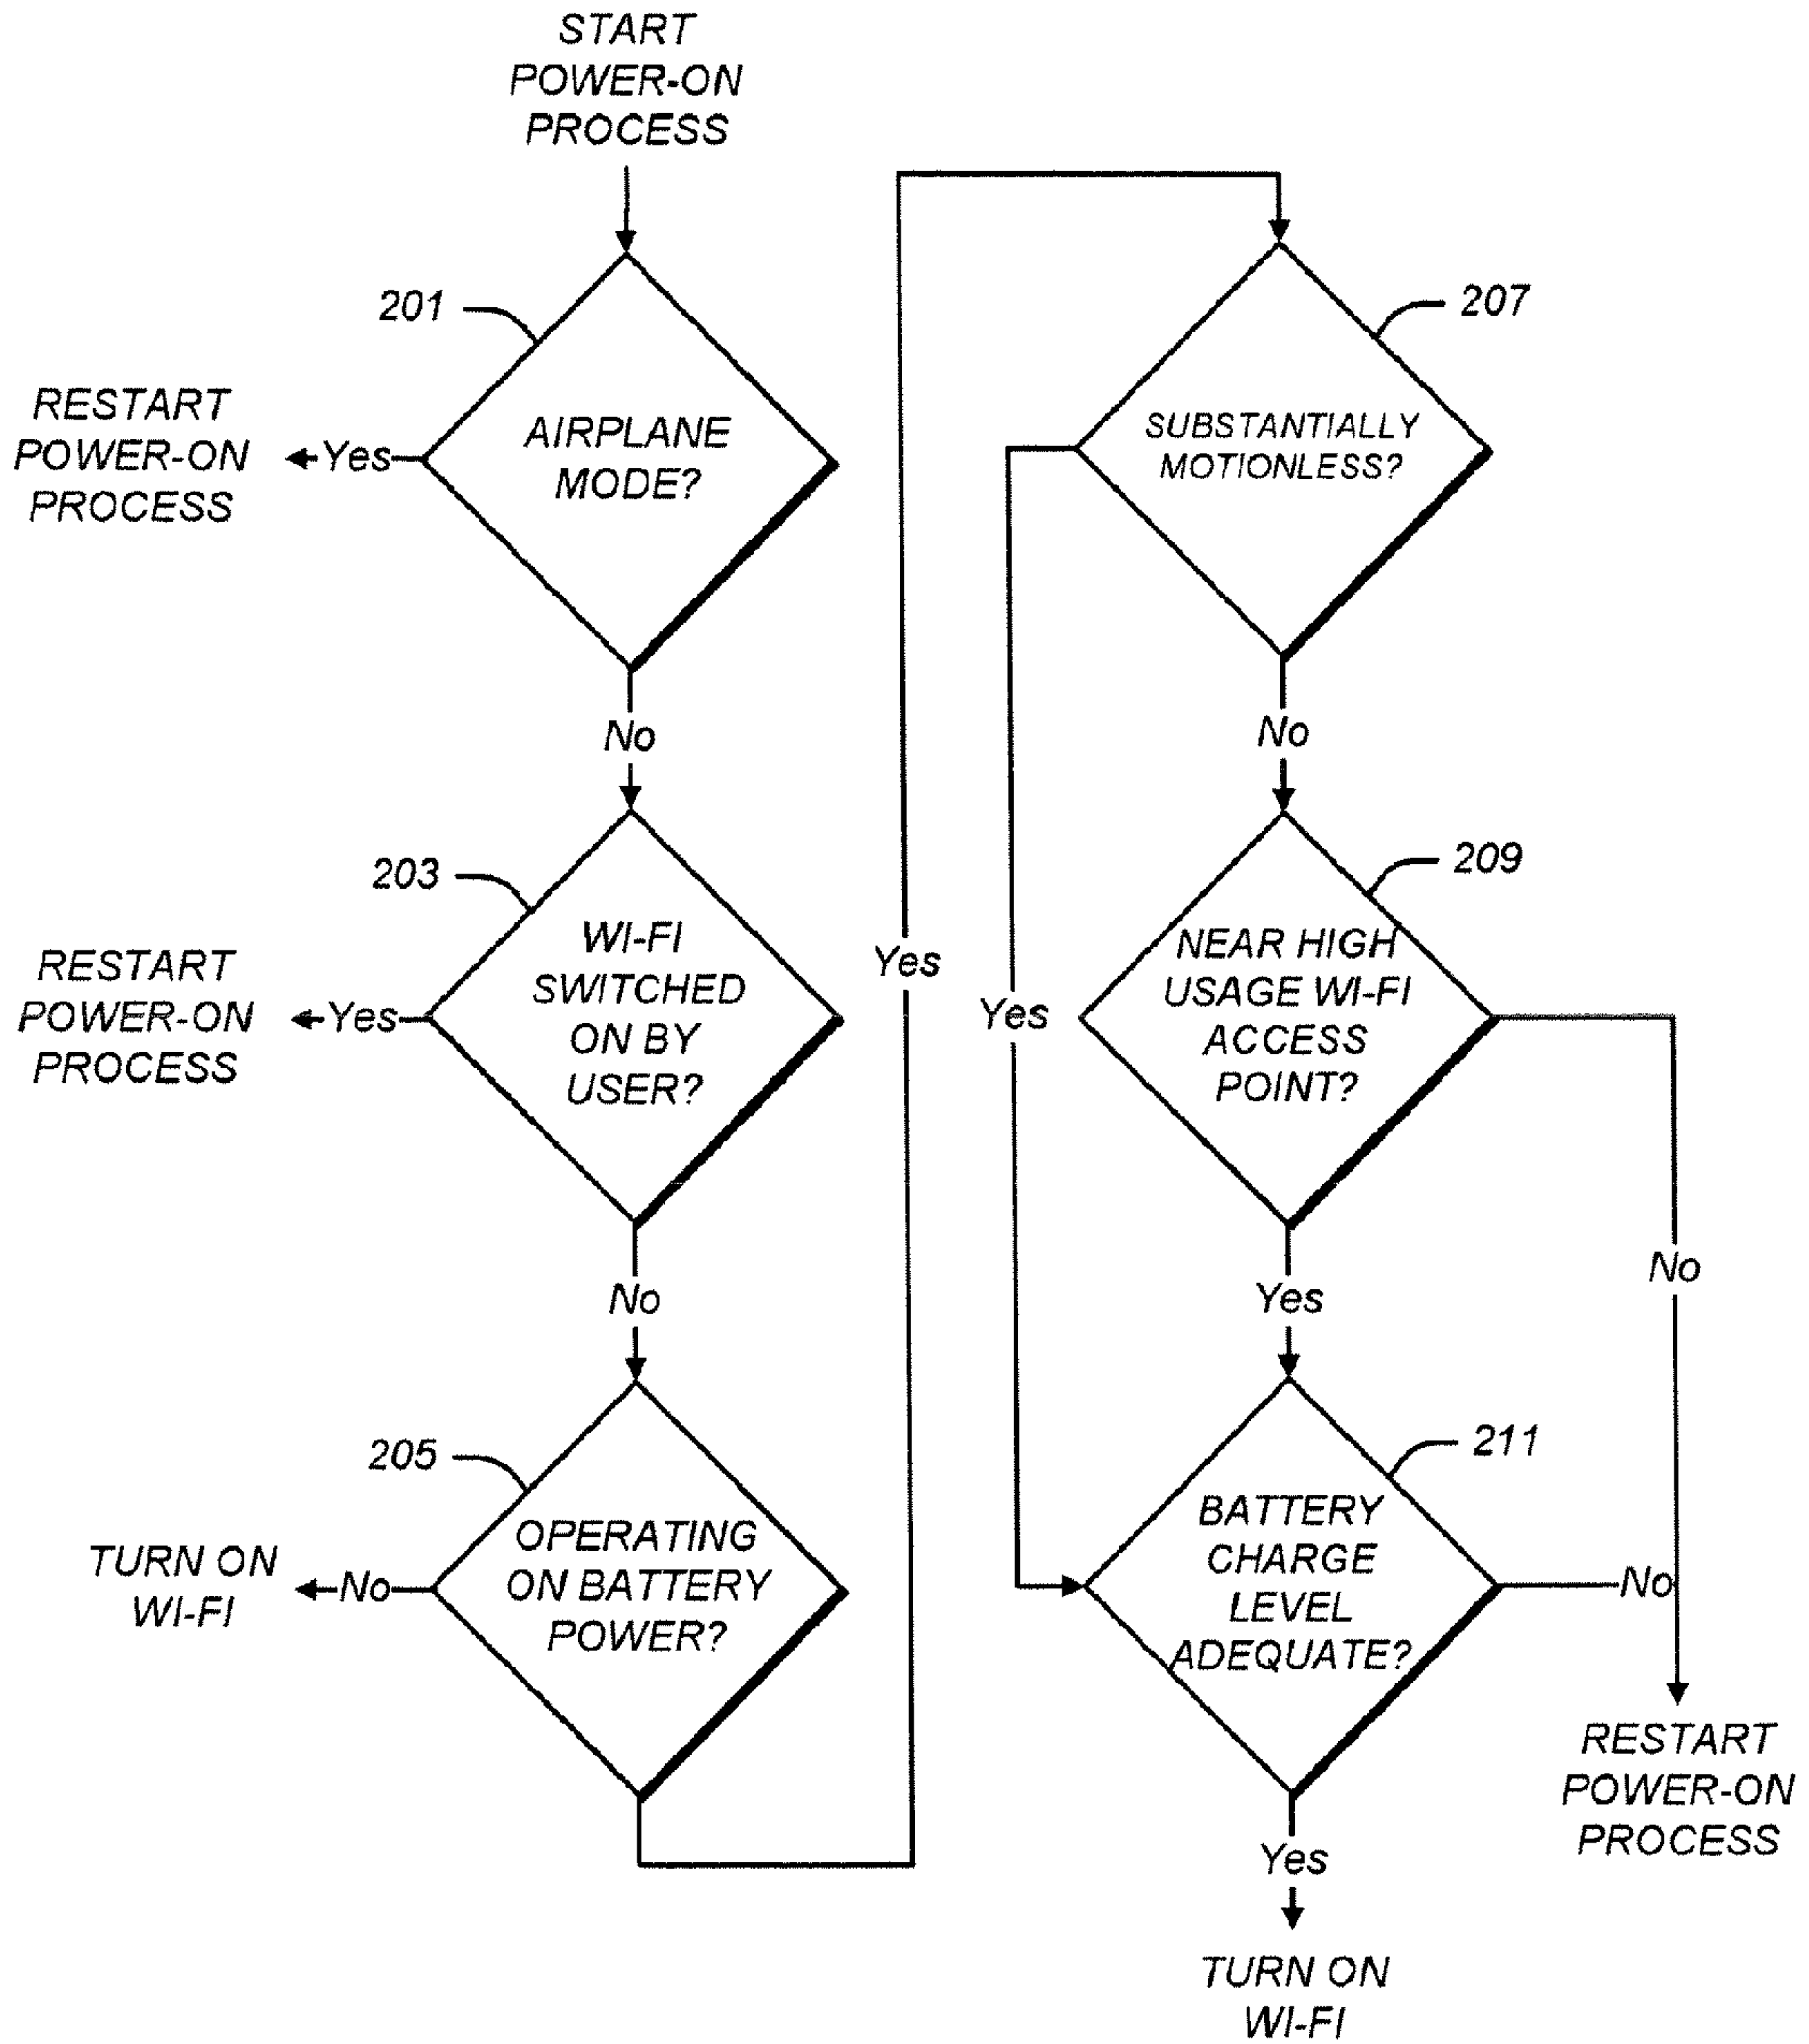 START
POWER-ON
PROCESS
201
RESTART
POWER-ON
PROCESS
Yes
AIRPLANE
MODE?
No
203
RESTART
POWER-ON
PROCESS
Yes
WI-FI
SWITCHED
ON BY
USER?
No
205
TURN ON
WI-FI
No
OPERATING
ON BATTERY
POWER?
Yes
207
SUBSTANTIALLY
MOTIONLESS?
Yes
No
209
NEAR HIGH
USAGE WI-FI
ACCESS
POINT?
No
Yes
211
BATTERY
CHARGE
LEVEL
ADEQUATE?
No
RESTART
POWER-ON
PROCESS
Yes
TURN ON
WI-FI